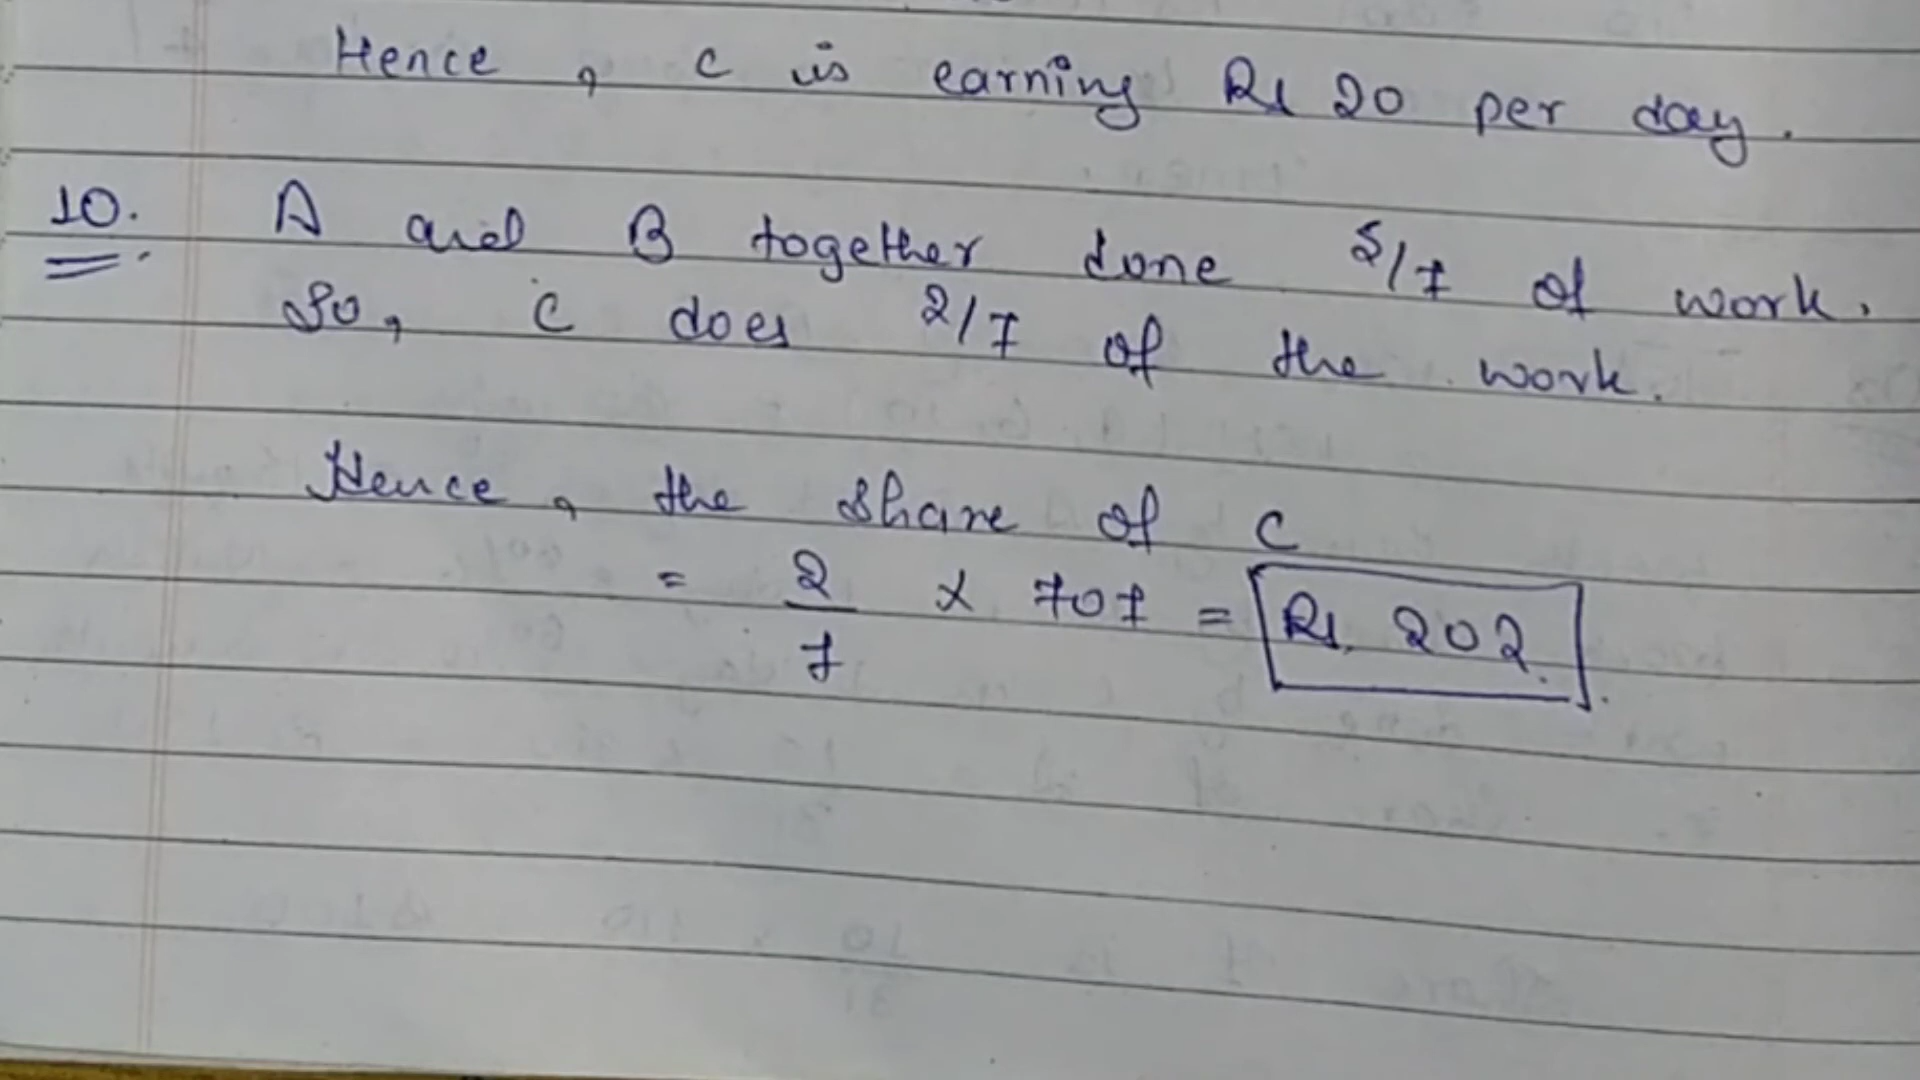 Hence, C is earning Rs 20 per day.
10. A and B together done 5/7 of work.
So, C does 2/7 of the work.
Hence, the share of C
= 2/7 × 707 = Rs. 202.